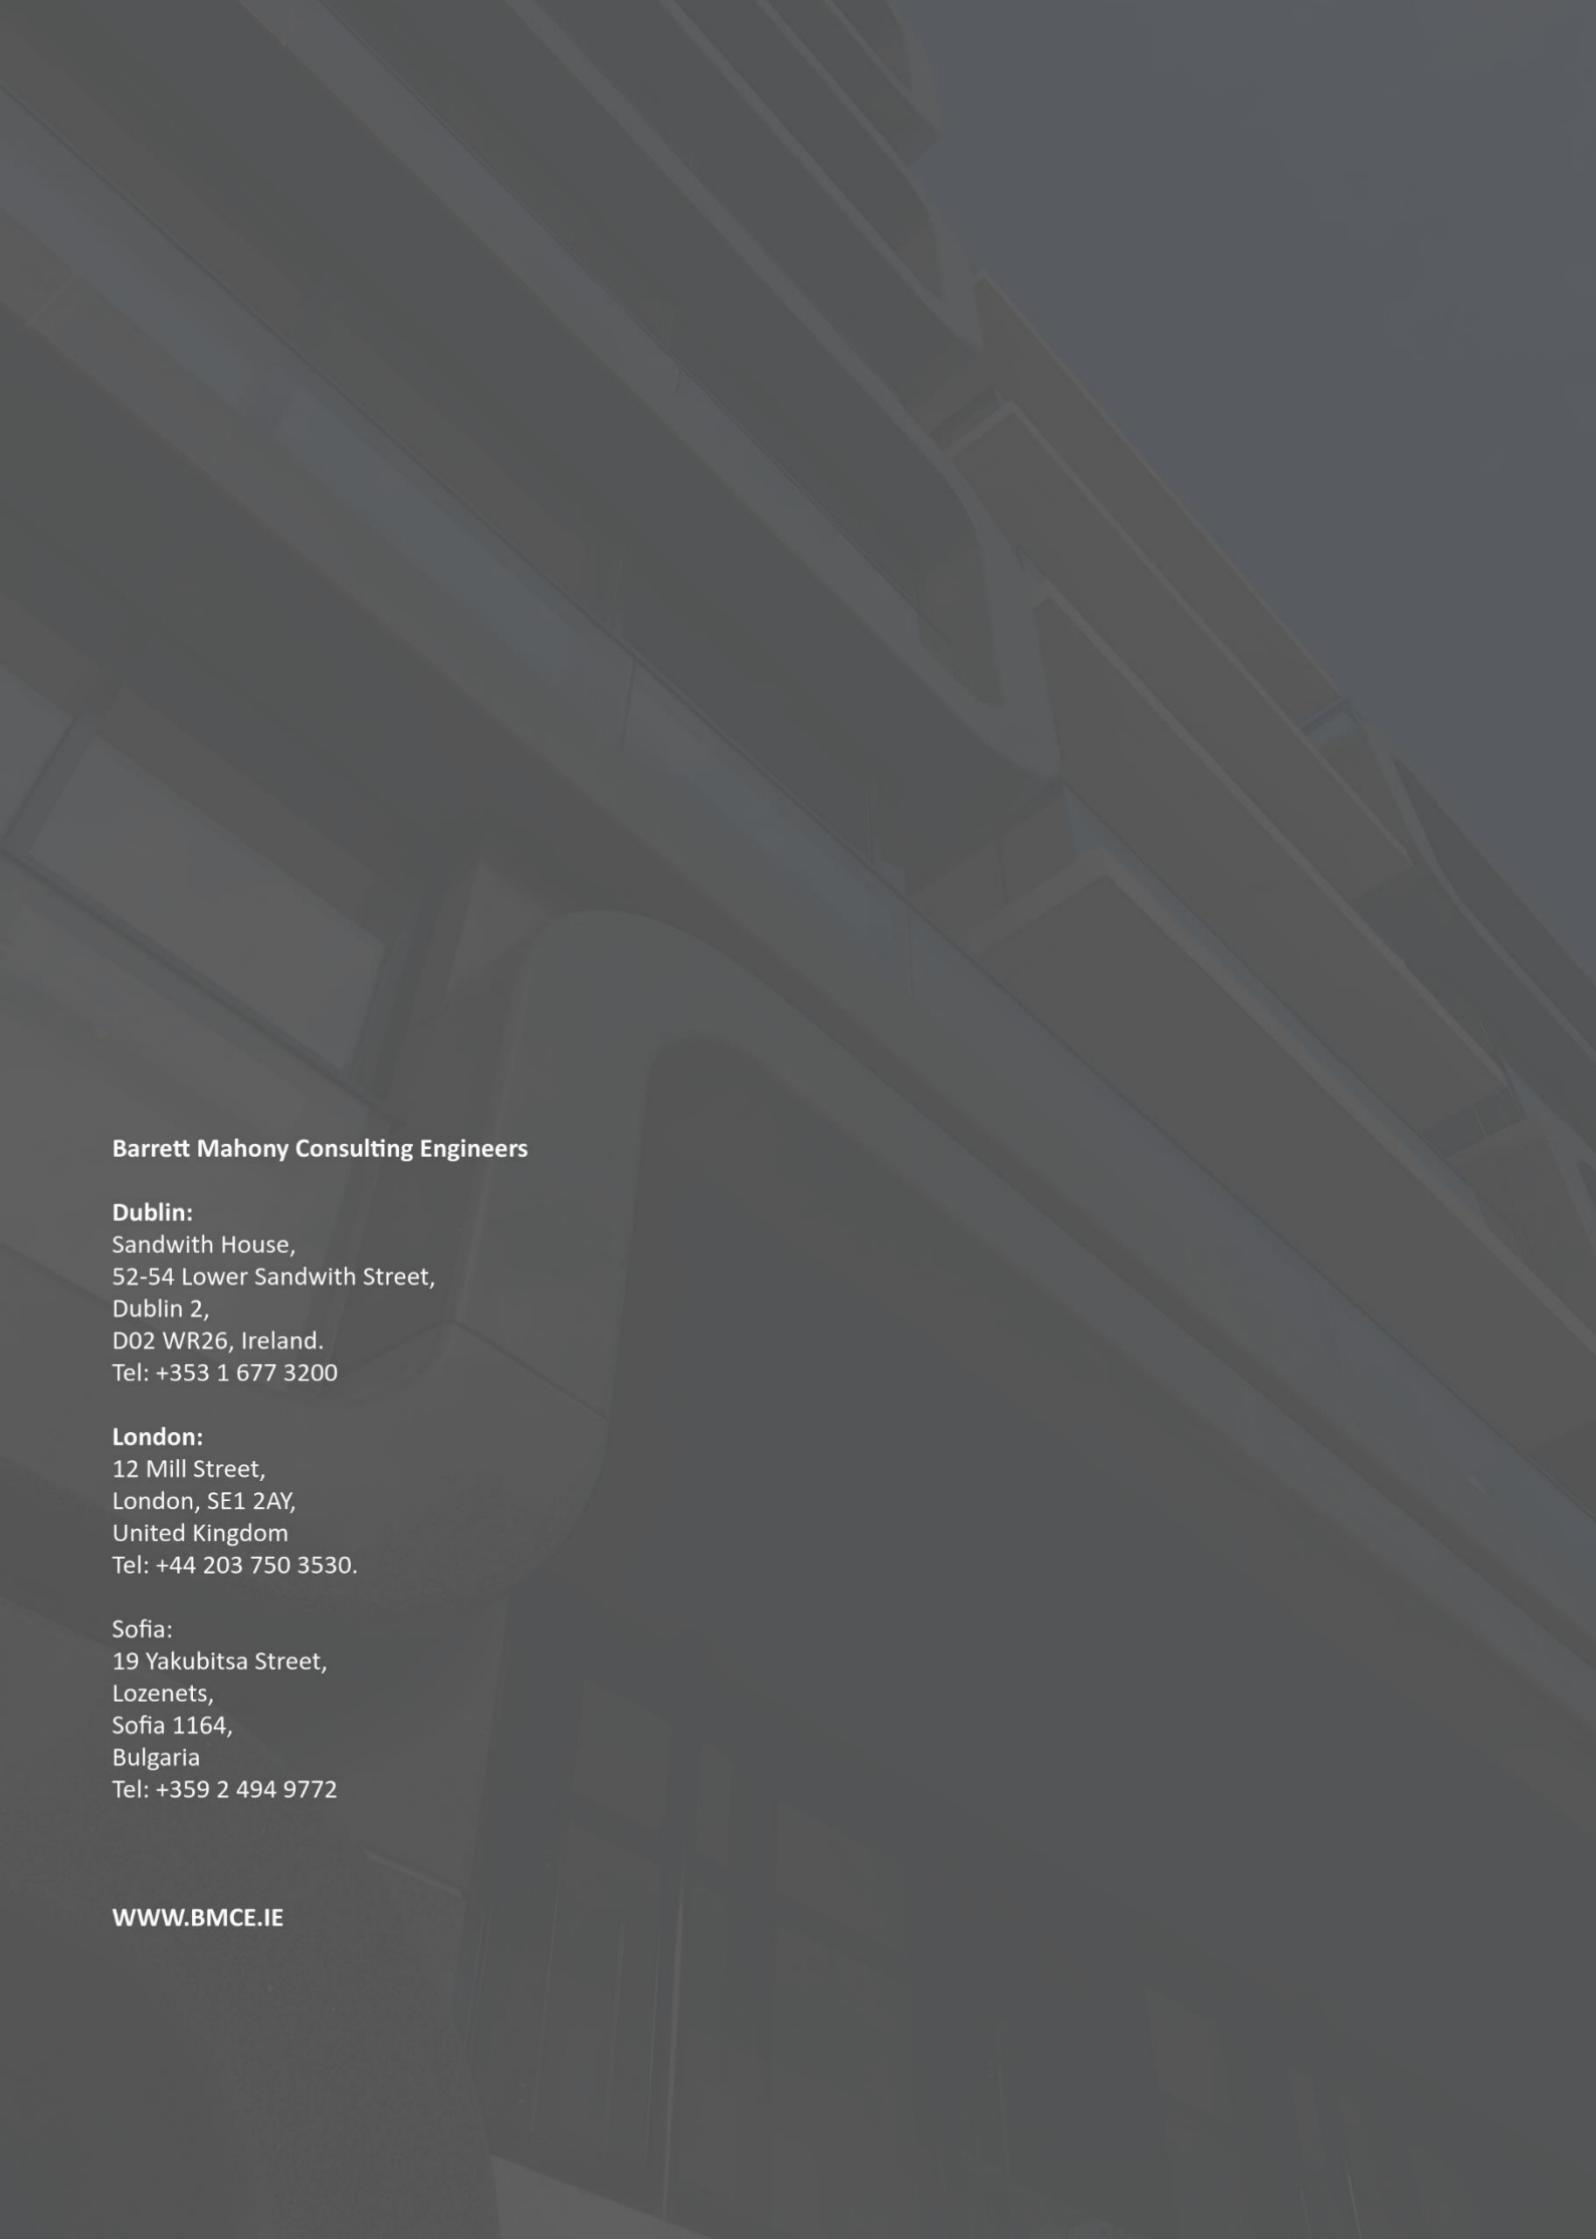 Barrett Mahony Consulting Engineers
Dublin:
Sandwith House,
52-54 Lower Sandwith Street,
Dublin 2,
D02 WR26, Ireland.
Tel: +353 1 677 3200
London:
12 Mill Street,
London, SE1 2AY,
United Kingdom
Tel: +44 203 750 3530.
Sofia:
19 Yakubitsa Street,
Lozenets,
Sofia 1164,
Bulgaria
Tel: +359 2 494 9772
WWW.BMCE.IE